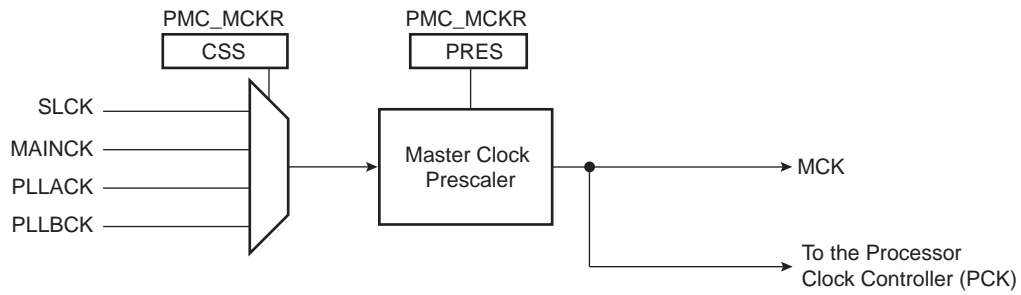 PMC_MCKR
PMC_MCKR
CSS
PRES
SLCK
MAINCK
PLLACK
PLLBCK
Master Clock
Prescaler
MCK
To the Processor
Clock Controller (PCK)